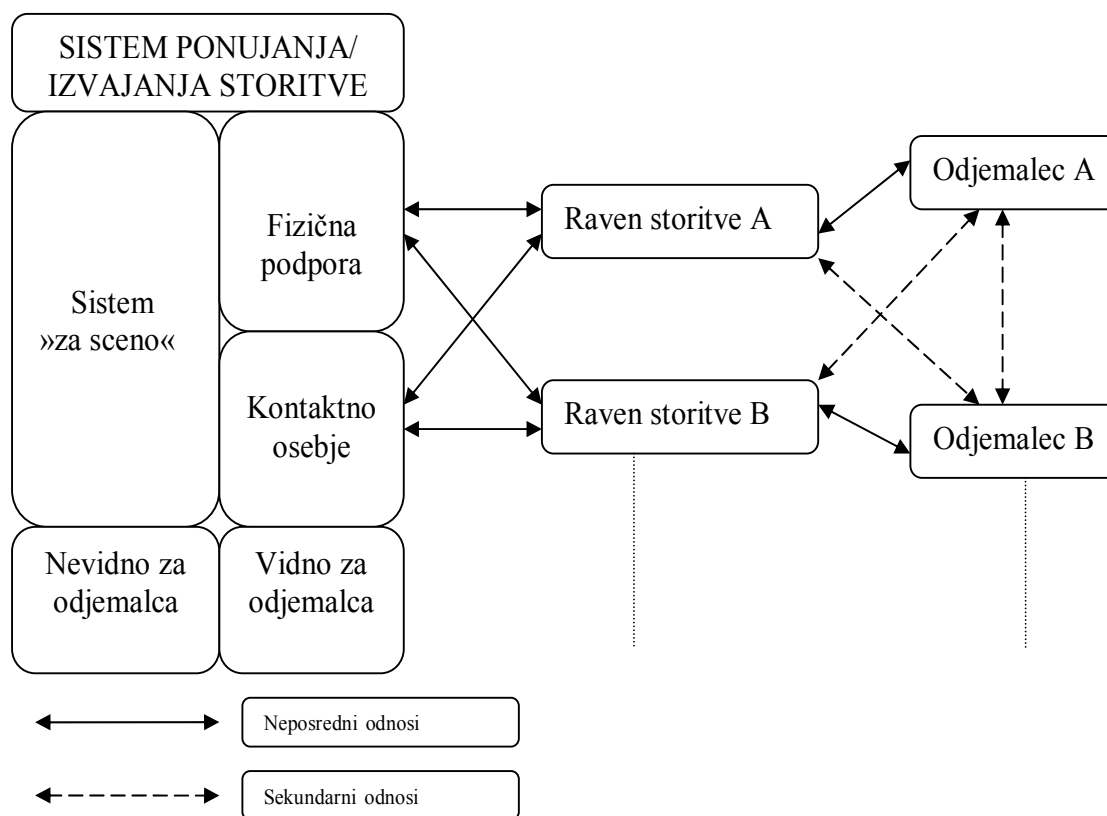 SISTEM PONUJANJA/
IZVAJANJA STORITVE
Sistem
»za sceno«
Fizična
podpora
Kontaktno
osebje
Nevidno za
odjemalca
Vidno za
odjemalca
Raven storitve A
Raven storitve B
Odjemalec A
Odjemalec B
Neposredni odnosi
Sekundarni odnosi